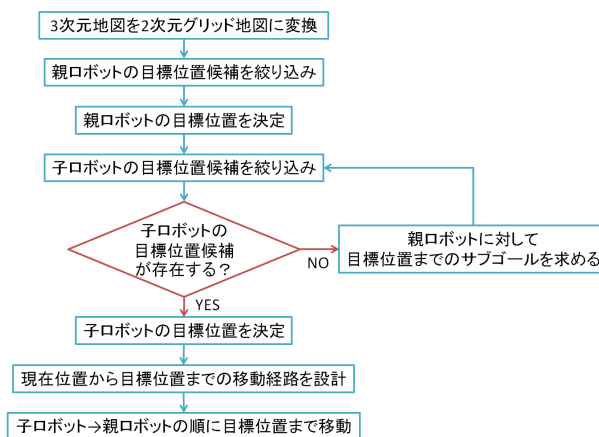 3次元地図を2次元グリッド地図に変換
親ロボットの目標位置候補を絞り込み
親ロボットの目標位置を決定
子ロボットの目標位置候補を絞り込み
子ロボットの
目標位置候補
が存在する?
NO
親ロボットに対して
目標位置までのサブゴールを求める
YES
子ロボットの目標位置を決定
現在位置から目標位置までの移動経路を設計
子ロボット→親ロボットの順に目標位置まで移動